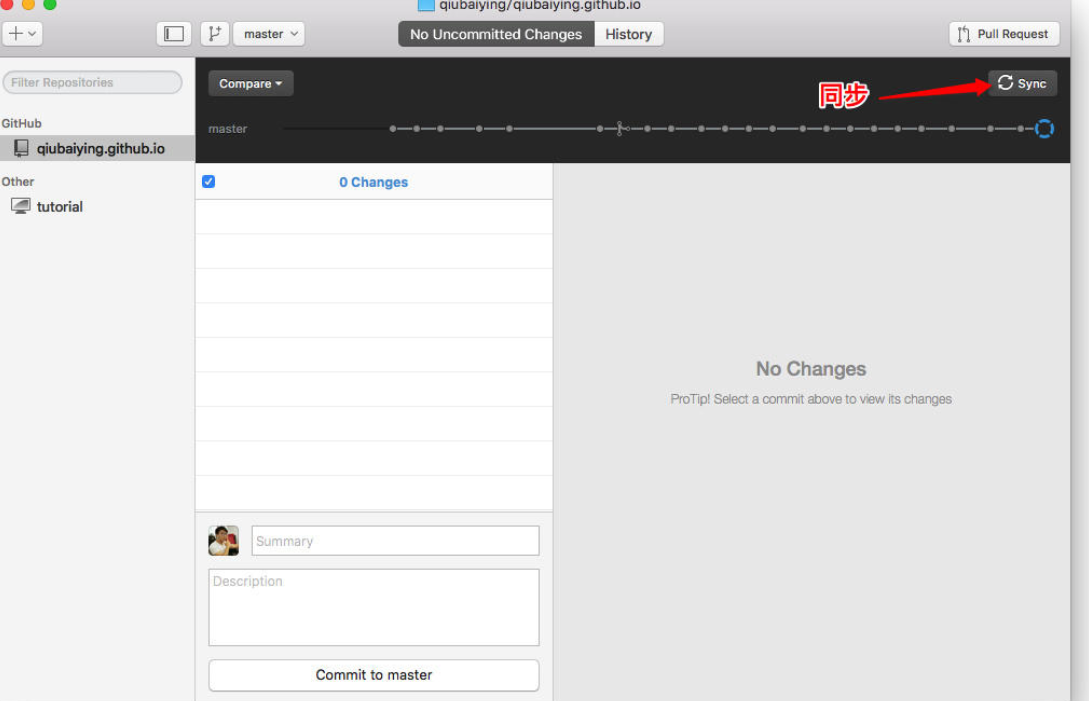 qiubaiying/qiubaiying.github.io
master
No Uncommitted Changes
History
Pull Request
Filter Repositories
Compare
同步
Sync
GitHub
master
qiubaiying.github.io
Other
0 Changes
tutorial
No Changes
ProTip! Select a commit above to view its changes
Summary
Description
Commit to master